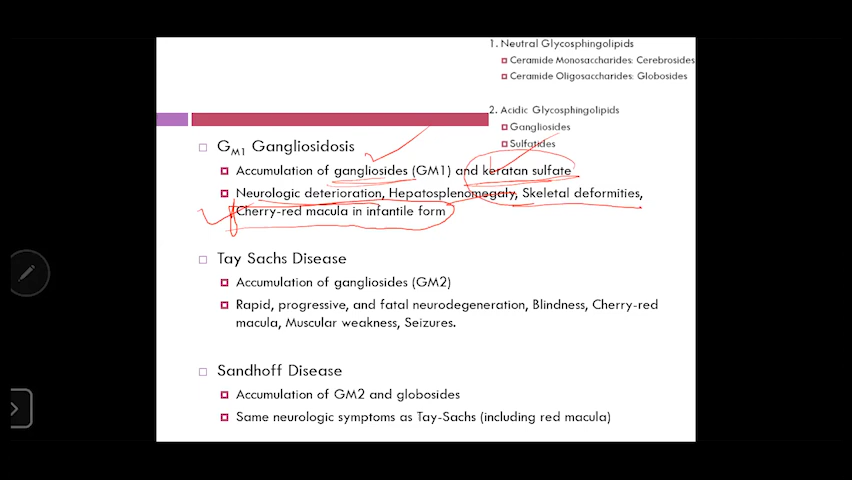 1. Neutral Glycosphingolipids
Ceramide Monosaccharides: Cerebrosides
Ceramide Oligosaccharides: Globosides
2. Acidic Glycosphingolipids
Gangliosides
Sulfatides
GM1 Gangliosidosis
Accumulation of gangliosides (GM1) and keratan sulfate
Neurologic deterioration, Hepatosplenomegaly, Skeletal deformities,
Cherry-red macula in infantile form
Tay Sachs Disease
Accumulation of gangliosides (GM2)
Rapid, progressive, and fatal neurodegeneration, Blindness, Cherry-red
macula, Muscular weakness, Seizures.
Sandhoff Disease
Accumulation of GM2 and globosides
Same neurologic symptoms as Tay-Sachs (including red macula)